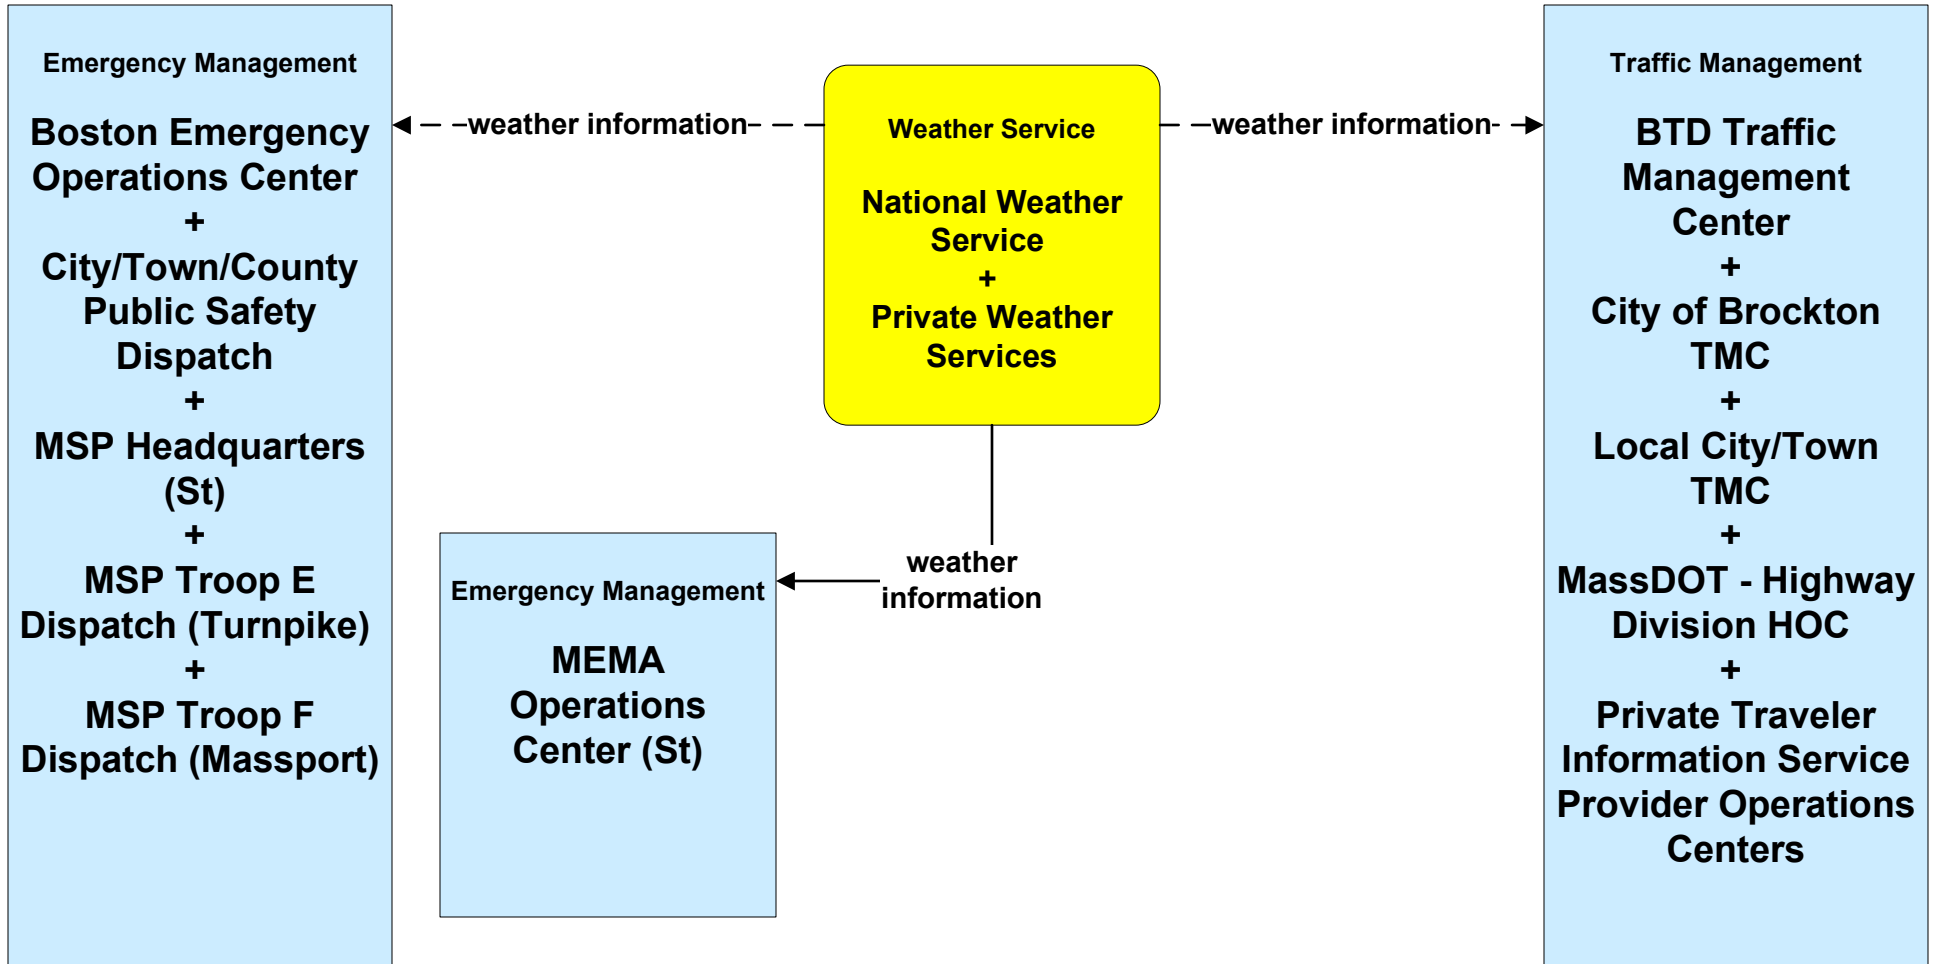 Emergency Management
Boston Emergency
Operations Center
+
City/Town/County
Public Safety
Dispatch
+
MSP Headquarters
(St)
+
MSP Troop E
Dispatch (Turnpike)
+
MSP Troop F
Dispatch (Massport)
weather information
Weather Service
National Weather
Service
+
Private Weather
Services
weather information
weather
information
Emergency Management
MEMA
Operations
Center (St)
Traffic Management
BTD Traffic
Management
Center
+
City of Brockton
TMC
+
Local City/Town
TMC
+
MassDOT - Highway
Division HOC
+
Private Traveler
Information Service
Provider Operations
Centers